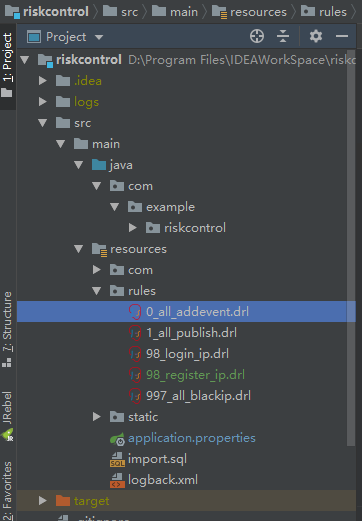 riskcontrol src main resources rules
1: Project
Project
riskcontrol D:\Program Files\IDEAWorkSpace\riskc
.idea
logs
src
main
java
com
example
riskcontrol
resources
com
rules
0_all_addevent.drl
1_all_publish.drl
98_login_ip.drl
98_register_ip.drl
997_all_blackip.drl
static
application.properties
import.sql
logback.xml
target
7: Structure
JRebel
2: Favorites